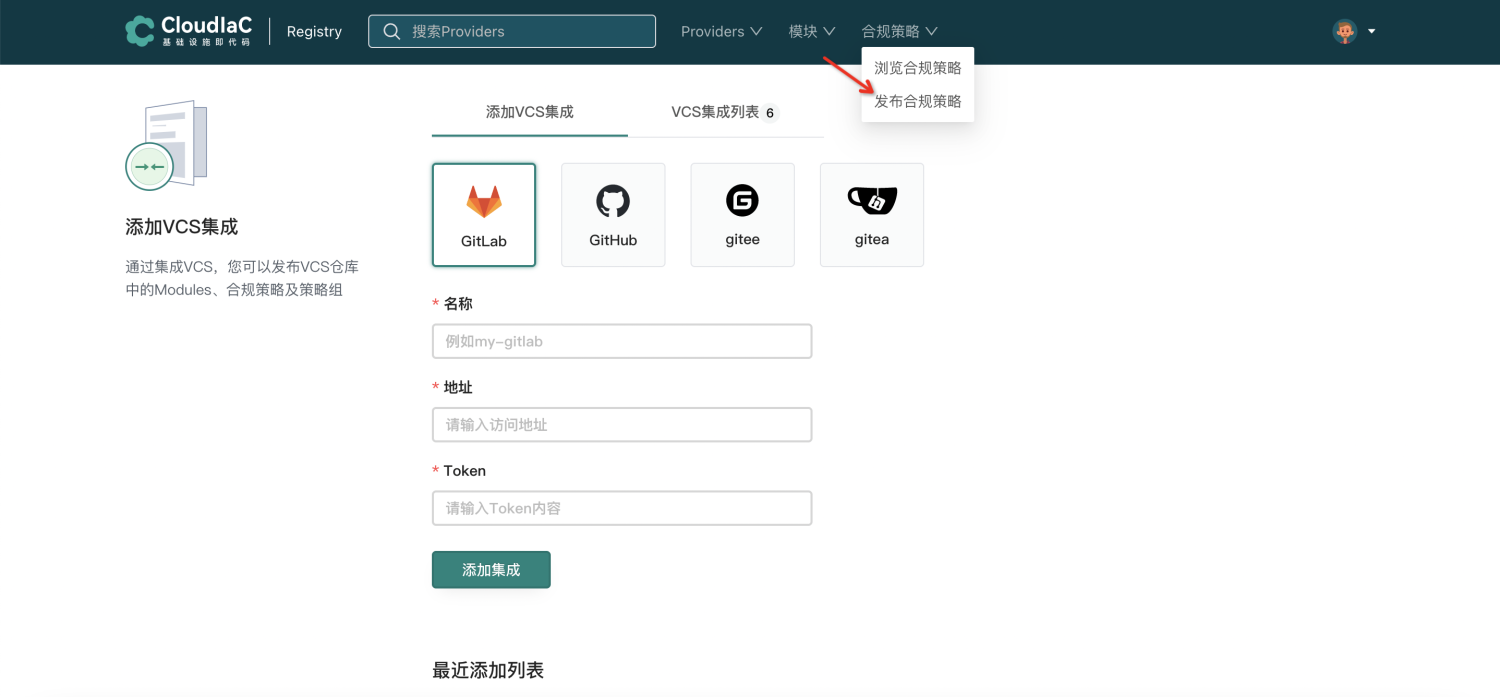 CloudIaC
基础设施即代码
Registry
搜索Providers
Providers
模块
合规策略
浏览合规策略
发布合规策略
添加VCS集成
VCS集成列表 6
GitLab
GitHub
gitee
gitea
添加VCS集成
通过集成VCS，您可以发布VCS仓库
中的Modules、合规策略及策略组
* 名称
例如my-gitlab
* 地址
请输入访问地址
* Token
请输入Token内容
添加集成
最近添加列表